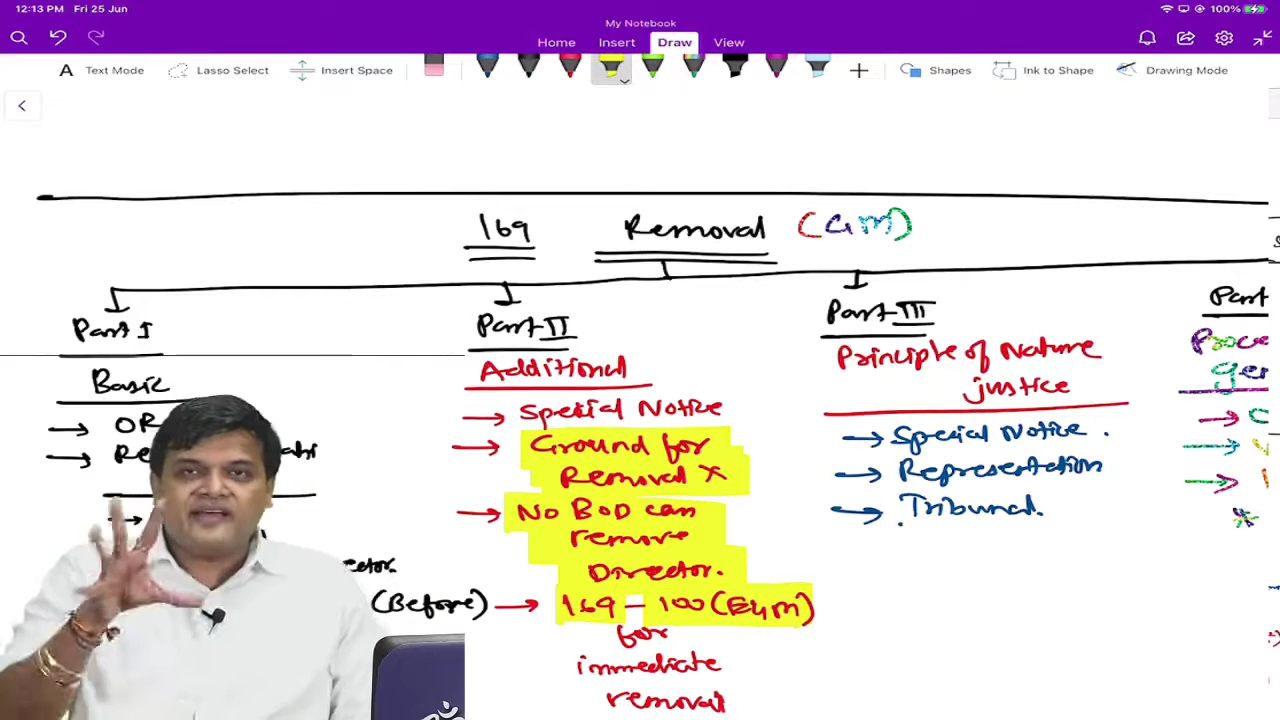 12:13 PM Fri 25 Jun
100%
My Notebook
Home Insert Draw View
A Text Mode Lasso Select Insert Space Shapes Ink to Shape Drawing Mode
169 Removal (GM)
Part I
Basic
OR
Part II
Additional
Special Notice
Ground for
Removal X
No BOD can
remove
Director.
(Before) → 169 – 100 (EGM)
for
immediate
removal
Part III
Principle of Nature
justice
Special Notice.
Representation
Tribunal.
Part